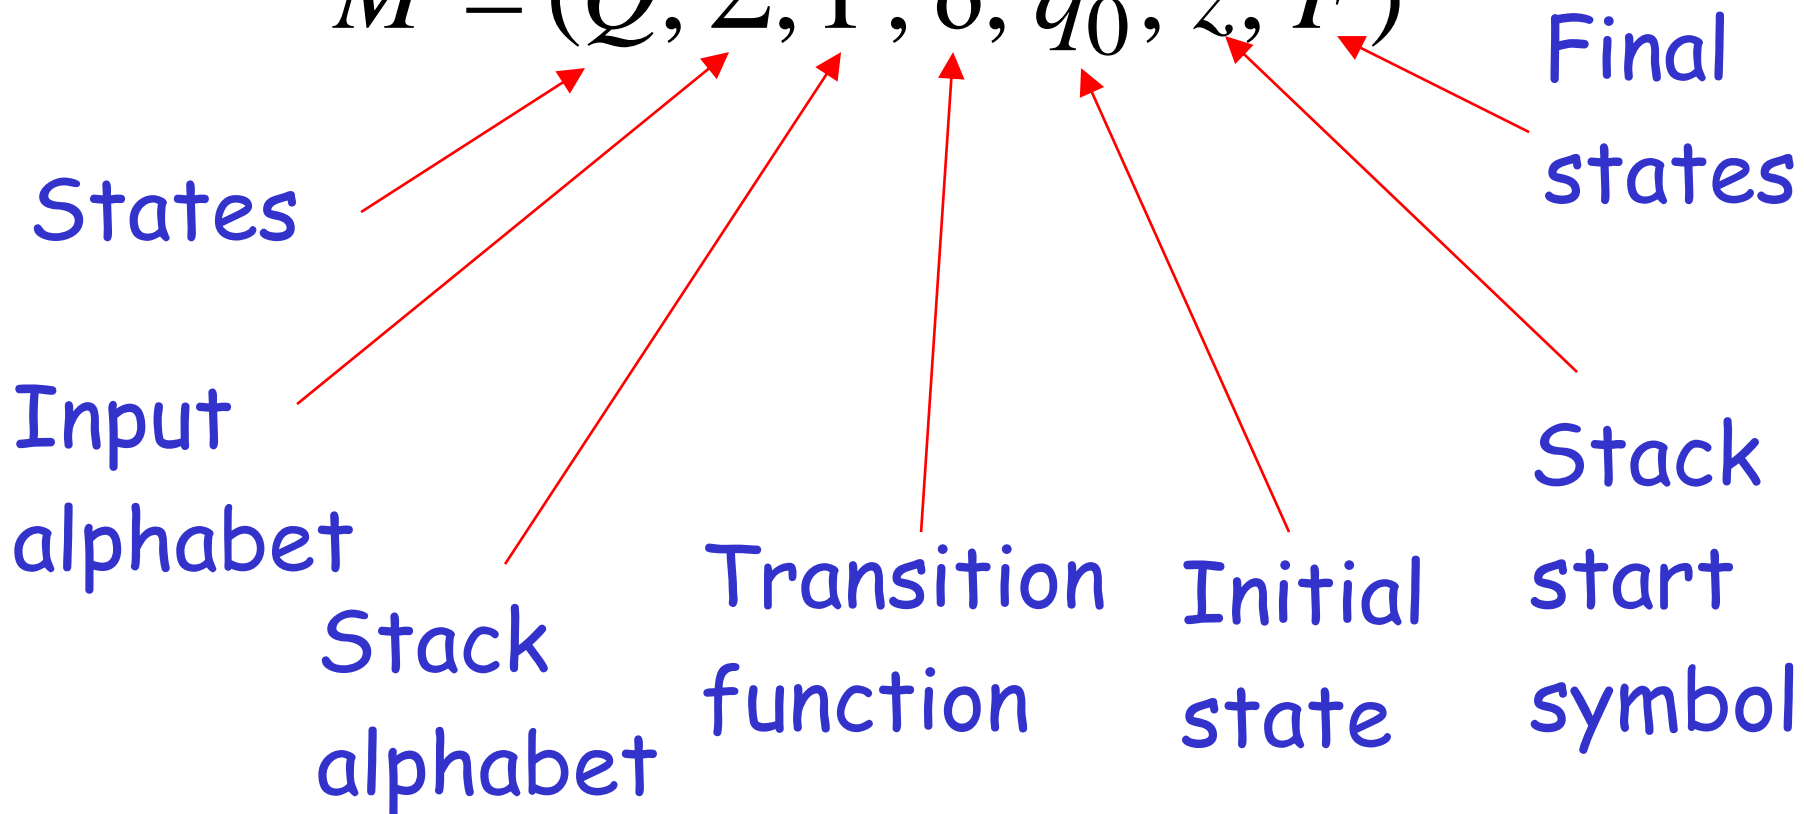 M = (Q, Σ, Γ, δ, q0, z, F)
Final
states
States
Input
alphabet
Stack
alphabet
Transition
function
Initial
state
Stack
start
symbol